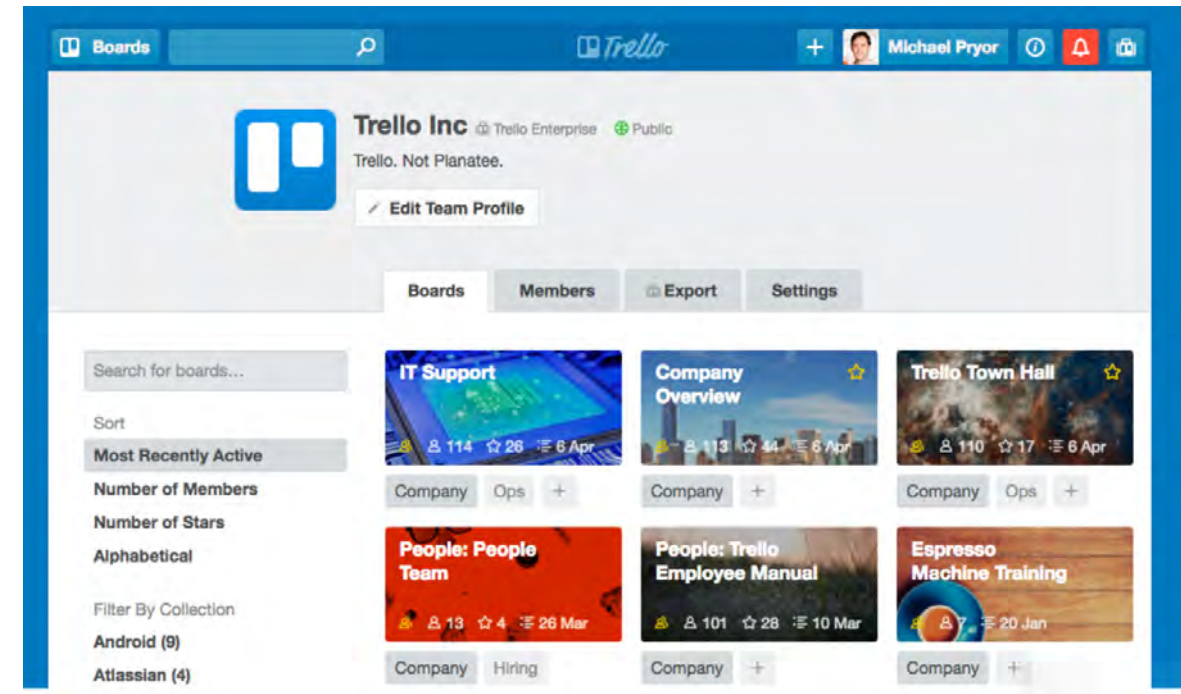 Boards
Trello
+
Michael Pryor
Trello Inc Trello Enterprise Public
Trello. Not Planatee.
Edit Team Profile
Boards Members Export Settings
Search for boards...
Sort
Most Recently Active
Number of Members
Number of Stars
Alphabetical
Filter By Collection
Android (9)
Atlassian (4)
IT Support
114 26 6 Apr
Company Ops +
Company
Overview
113 44 6 Apr
Company +
Trello Town Hall
110 17 6 Apr
Company Ops +
People: People
Team
13 4 26 Mar
Company Hiring
People: Trello
Employee Manual
101 28 10 Mar
Company +
Espresso
Machine Training
7 20 Jan
Company +